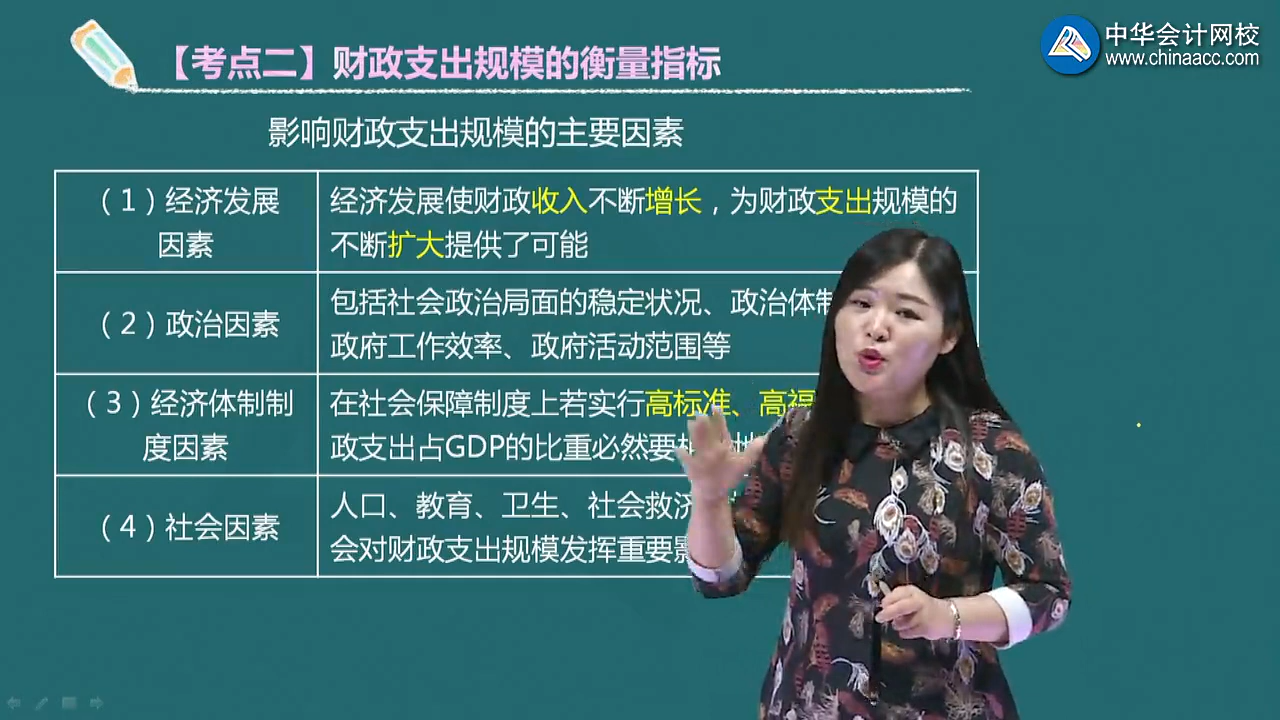 中华会计网校
www.chinaacc.com
【考点二】财政支出规模的衡量指标
影响财政支出规模的主要因素
（1）经济发展
因素
经济发展使财政收入不断增长，为财政支出规模的
不断扩大提供了可能
（2）政治因素
包括社会政治局面的稳定状况、政治体制
政府工作效率、政府活动范围等
（3）经济体制制
度因素
在社会保障制度上若实行高标准、高福
政支出占GDP的比重必然要相
（4）社会因素
人口、教育、卫生、社会救济
会对财政支出规模发挥重要影